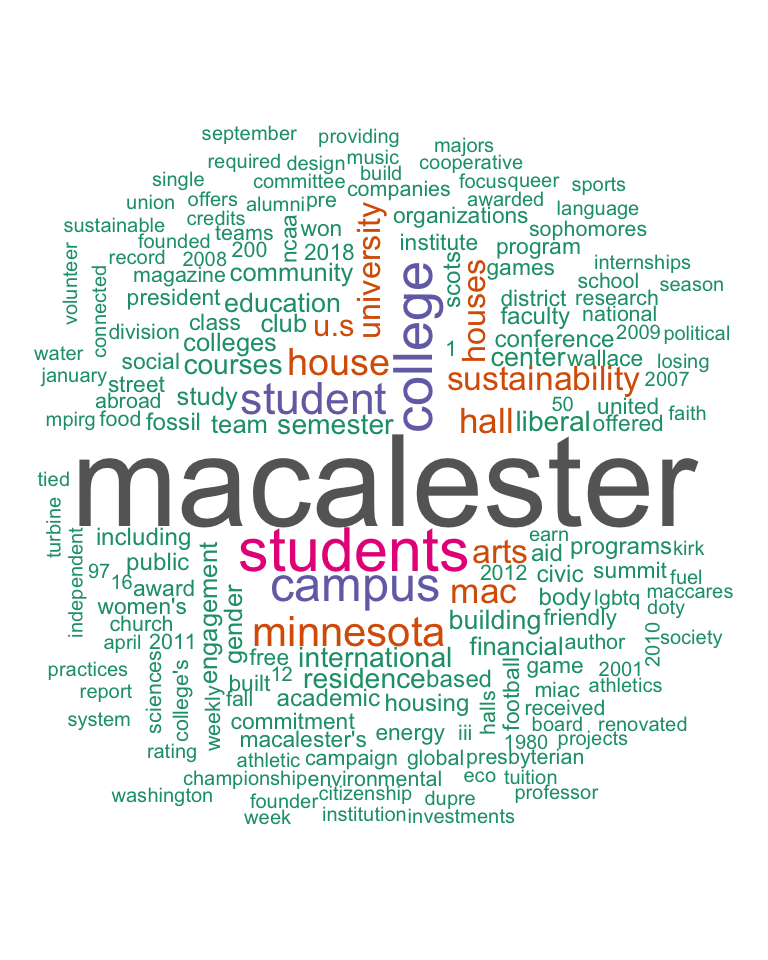 september providing
majors
required design music cooperative
single committee build focus queer sports
union offers alumni pre companies awarded language
sustainable credits teams ncaa won university organizations sophomores
founded 200 2018 institute program internships
record 2008 community scots games school season
volunteer connected magazine college houses district research
president education faculty national
division class club u.s conference 2009 political
water colleges 1 center wallace losing
january social courses house sustainability 2007
street study student 50 united faith
abroad hall liberal offered
mpirg food fossil team semester
macalester
tied
turbine including students arts earn programs kirk
independent public aid
97 16 award engagement campus 2012 civic summit fuel
women's gender mac body lgbtq maccares
church minnesota building friendly doty
april 2011 financial author 2010 society
practices sciences college's free international game 2001
report built 12 residence based football miac athletics
weekly fall academic housing halls received
system commitment board renovated
macalester's energy iii 1980 projects
rating athletic campaign global presbyterian
championship environmental eco tuition
washington founder citizenship dupre professor
week institution investments